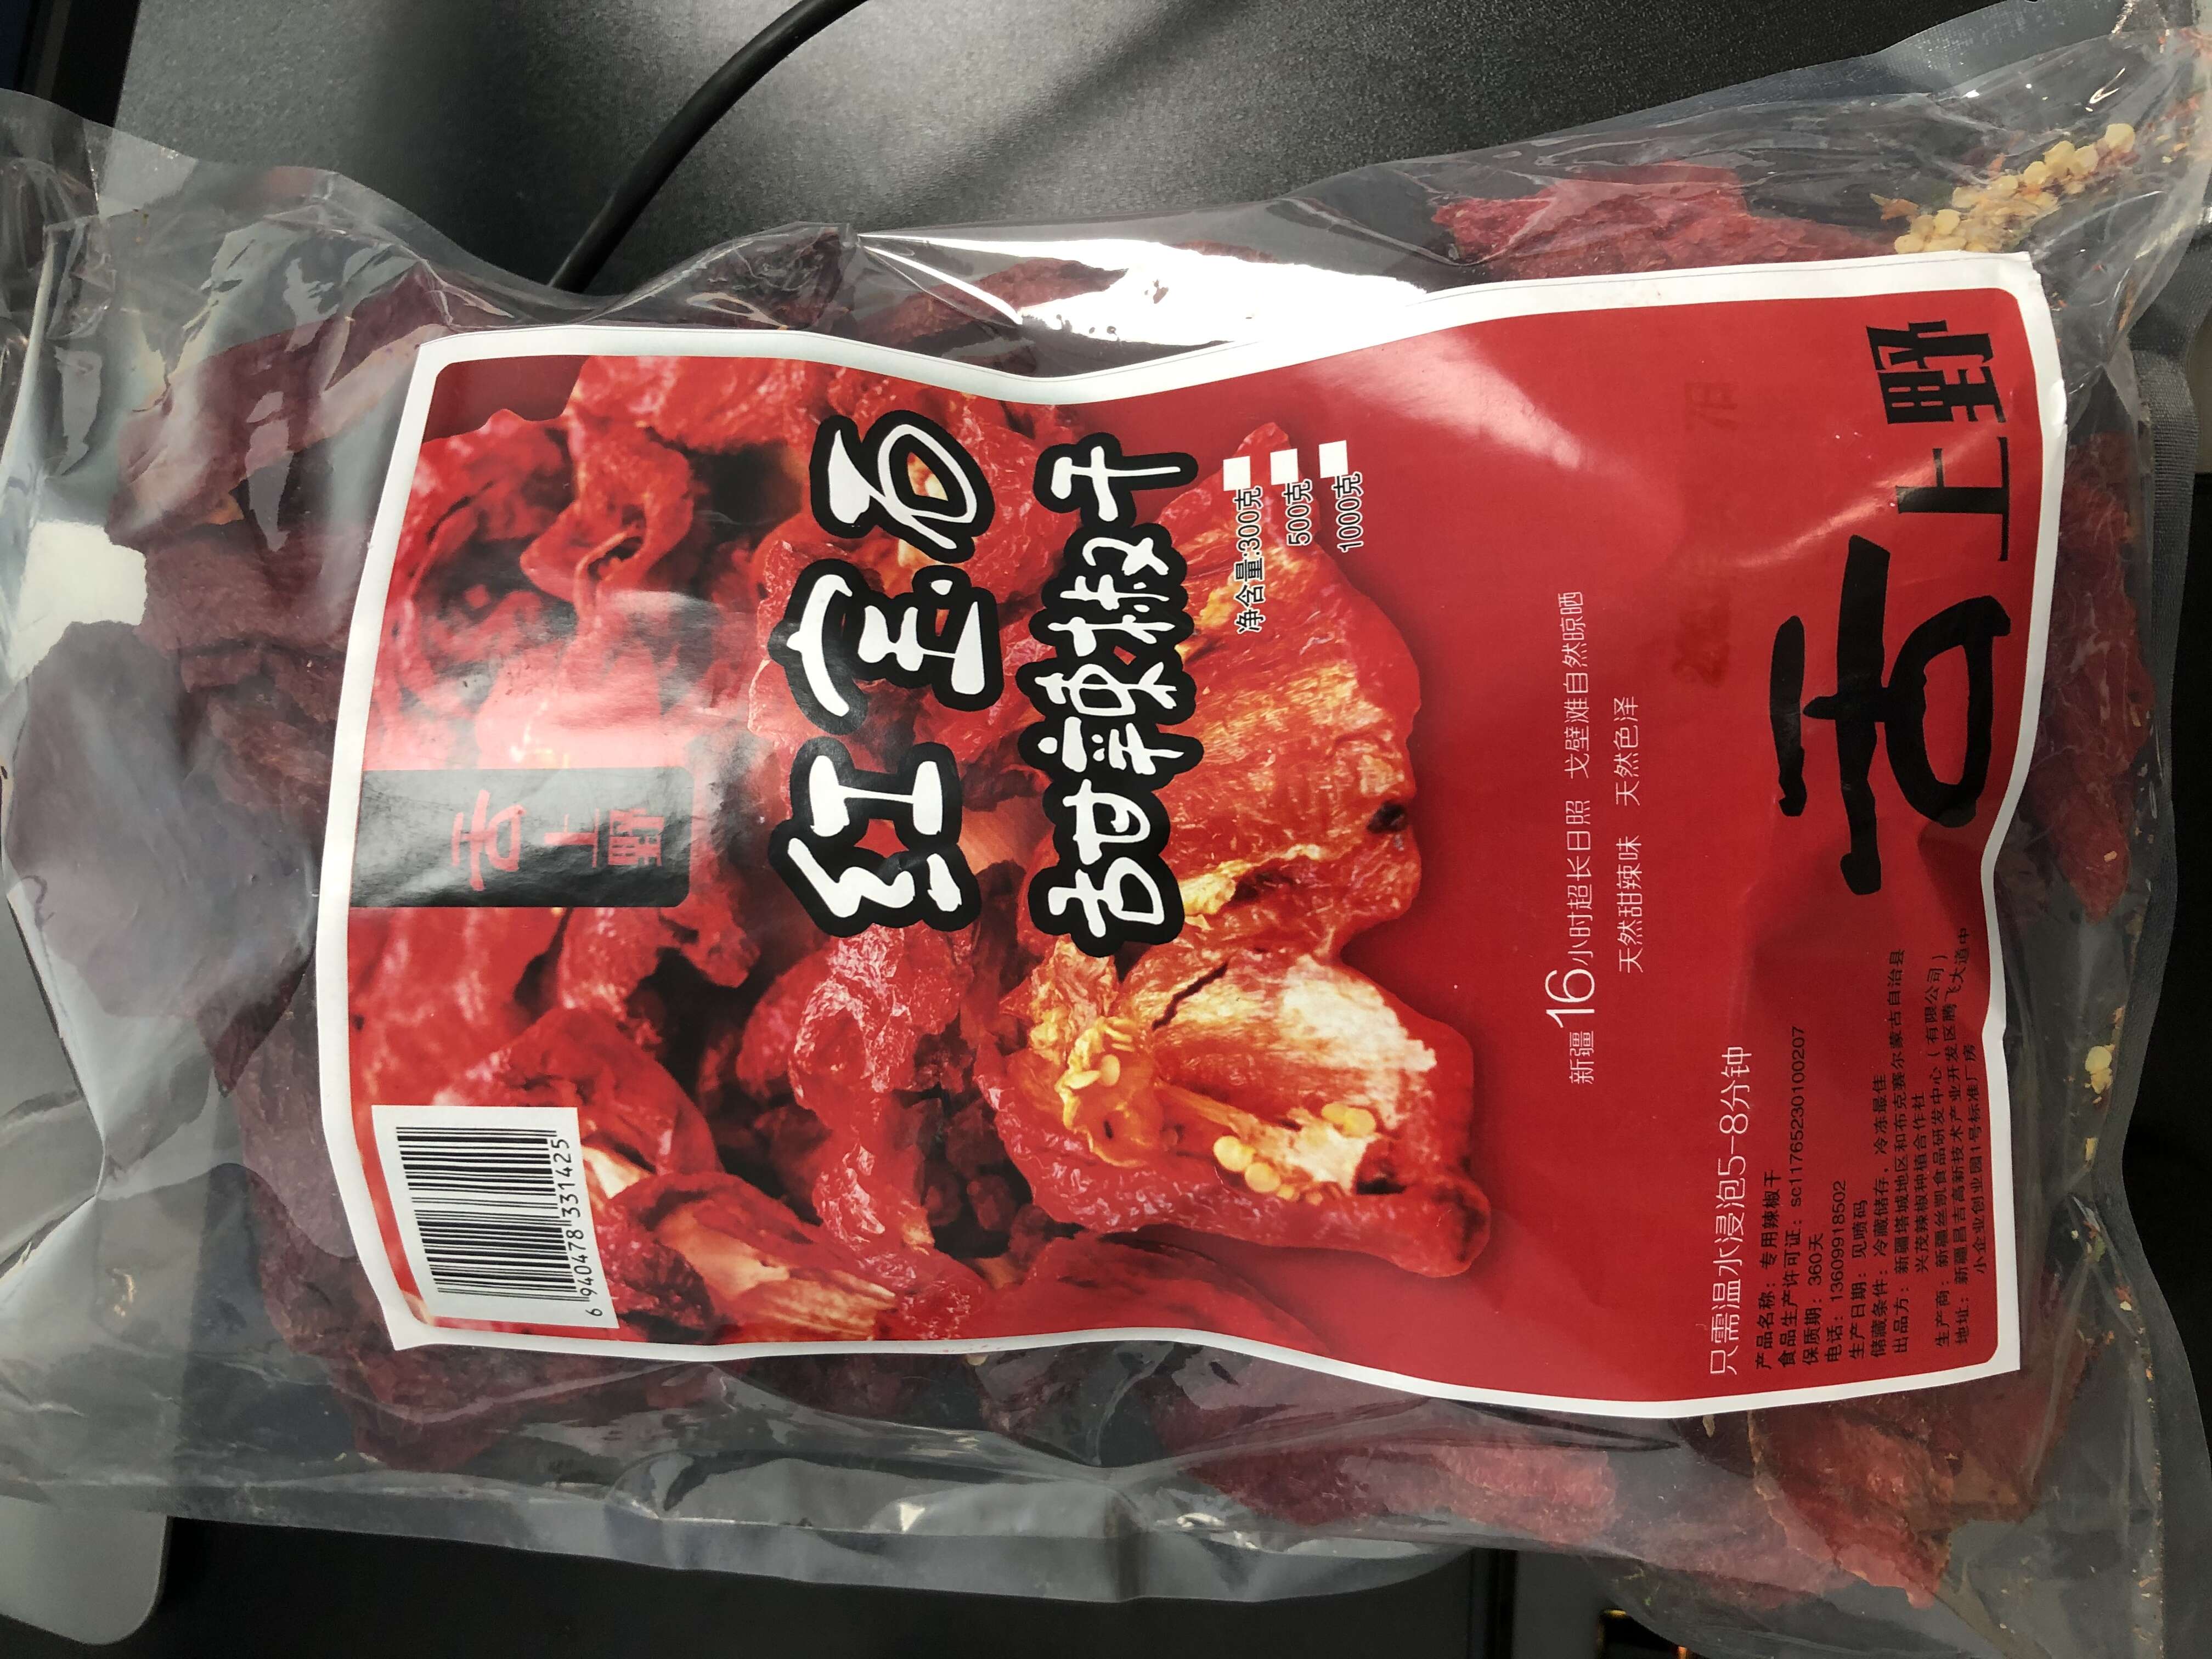 舌
上野
6 940478 331425
红宝石
甜辣椒干
净含量:300克
500克
1000克
新疆16小时超长日照 戈壁滩自然晾晒
天然甜辣味 天然色泽
只需温水浸泡5-8分钟
产品名称：专用辣椒干
食品生产许可证：sc11765230100207
保质期：360天
电话：13609918502
生产日期：见喷码
储藏条件：冷藏储存，冷冻最佳
出品方：新疆塔城地区和布克赛尔蒙古自治县
兴茂辣椒种植合作社
生产商：新疆丝凯食品研发中心（有限公司）
地址：新疆昌吉高新技术产业开发区腾飞大道中
小企业创业园1号标准厂房
舌上野